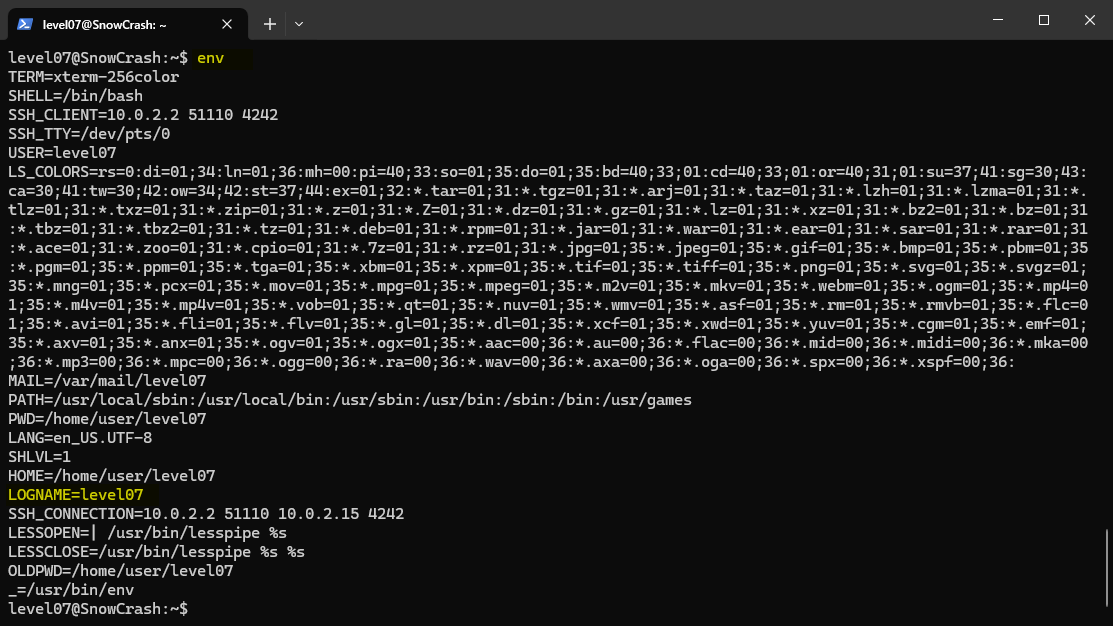 level07@SnowCrash: ~
level07@SnowCrash:~$ env
TERM=xterm-256color
SHELL=/bin/bash
SSH_CLIENT=10.0.2.2 51110 4242
SSH_TTY=/dev/pts/0
USER=level07
LS_COLORS=rs=0:di=01;34:ln=01;36:mh=00:pi=40;33:so=01;35:do=01;35:bd=40;33;01:cd=40;33;01:or=40;31;01:su=37;41:sg=30;43:
ca=30;41:tw=30;42:ow=34;42:st=37;44:ex=01;32:*.tar=01;31:*.tgz=01;31:*.arj=01;31:*.taz=01;31:*.lzh=01;31:*.lzma=01;31:*.
tlz=01;31:*.txz=01;31:*.zip=01;31:*.z=01;31:*.Z=01;31:*.dz=01;31:*.gz=01;31:*.lz=01;31:*.xz=01;31:*.bz2=01;31:*.bz=01;31
:*.tbz=01;31:*.tbz2=01;31:*.tz=01;31:*.deb=01;31:*.rpm=01;31:*.jar=01;31:*.war=01;31:*.ear=01;31:*.sar=01;31:*.rar=01;31
:*.ace=01;31:*.zoo=01;31:*.cpio=01;31:*.7z=01;31:*.rz=01;31:*.jpg=01;35:*.jpeg=01;35:*.gif=01;35:*.bmp=01;35:*.pbm=01;35
:*.pgm=01;35:*.ppm=01;35:*.tga=01;35:*.xbm=01;35:*.xpm=01;35:*.tif=01;35:*.tiff=01;35:*.png=01;35:*.svg=01;35:*.svgz=01;
35:*.mng=01;35:*.pcx=01;35:*.mov=01;35:*.mpg=01;35:*.mpeg=01;35:*.m2v=01;35:*.mkv=01;35:*.webm=01;35:*.ogm=01;35:*.mp4=0
1;35:*.m4v=01;35:*.mp4v=01;35:*.vob=01;35:*.qt=01;35:*.nuv=01;35:*.wmv=01;35:*.asf=01;35:*.rm=01;35:*.rmvb=01;35:*.flc=0
1;35:*.avi=01;35:*.fli=01;35:*.flv=01;35:*.gl=01;35:*.dl=01;35:*.xcf=01;35:*.xwd=01;35:*.yuv=01;35:*.cgm=01;35:*.emf=01;
35:*.axv=01;35:*.anx=01;35:*.ogv=01;35:*.ogx=01;35:*.aac=00;36:*.au=00;36:*.flac=00;36:*.mid=00;36:*.midi=00;36:*.mka=00
;36:*.mp3=00;36:*.mpc=00;36:*.ogg=00;36:*.ra=00;36:*.wav=00;36:*.axa=00;36:*.oga=00;36:*.spx=00;36:*.xspf=00;36:
MAIL=/var/mail/level07
PATH=/usr/local/sbin:/usr/local/bin:/usr/sbin:/usr/bin:/sbin:/bin:/usr/games
PWD=/home/user/level07
LANG=en_US.UTF-8
SHLVL=1
HOME=/home/user/level07
LOGNAME=level07
SSH_CONNECTION=10.0.2.2 51110 10.0.2.15 4242
LESSOPEN=| /usr/bin/lesspipe %s
LESSCLOSE=/usr/bin/lesspipe %s %s
OLDPWD=/home/user/level07
_=/usr/bin/env
level07@SnowCrash:~$